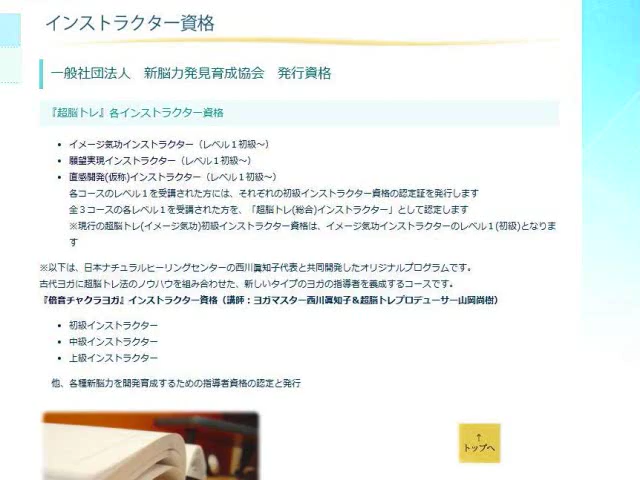 インストラクター資格
一般社団法人　新脳力発見育成協会　発行資格
『超脳トレ』各インストラクター資格
・イメージ気功インストラクター（レベル１初級～）
・願望実現インストラクター（レベル１初級～）
・直感開発(仮称)インストラクター（レベル１初級～）
各コースのレベル１を受講された方には、それぞれの初級インストラクター資格の認定証を発行します
全３コースの各レベル１を受講された方を、「超脳トレ(総合)インストラクター」として認定します
※現行の超脳トレ(イメージ気功)初級インストラクター資格は、イメージ気功インストラクターのレベル１(初級)となりま
す
※以下は、日本ナチュラルヒーリングセンターの西川眞知子代表と共同開発したオリジナルプログラムです。
古代ヨガに超脳トレ法のノウハウを組み合わせた、新しいタイプのヨガの指導者を養成するコースです。
『倍音チャクラヨガ』インストラクター資格（講師：ヨガマスター西川眞知子＆超脳トレプロデューサー山岡尚樹）
・初級インストラクター
・中級インストラクター
・上級インストラクター
他、各種新脳力を開発育成するための指導者資格の認定と発行
↑
トップへ